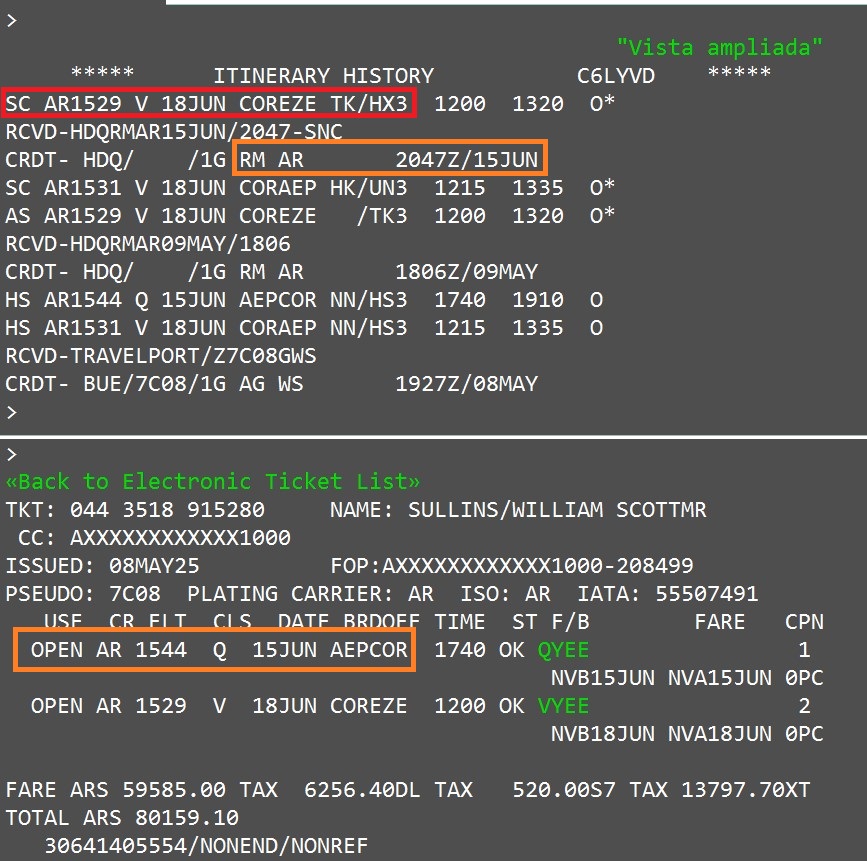 >
"Vista ampliada"
***** ITINERARY HISTORY C6LYVD *****
SC AR1529 V 18JUN COREZE TK/HX3 1200 1320 O*
RCVD-HDQRMAR15JUN/2047-SNC
CRDT- HDQ/ /1G RM AR 2047Z/15JUN
SC AR1531 V 18JUN CORAEP HK/UN3 1215 1335 O*
AS AR1529 V 18JUN COREZE /TK3 1200 1320 O*
RCVD-HDQRMAR09MAY/1806
CRDT- HDQ/ /1G RM AR 1806Z/09MAY
HS AR1544 Q 15JUN AEPCOR NN/HS3 1740 1910 O
HS AR1531 V 18JUN CORAEP NN/HS3 1215 1335 O
RCVD-TRAVELPORT/Z7C08GWS
CRDT- BUE/7C08/1G AG WS 1927Z/08MAY
>
>
«Back to Electronic Ticket List»
TKT: 044 3518 915280 NAME: SULLINS/WILLIAM SCOTTMR
CC: AXXXXXXXXXXXX1000
ISSUED: 08MAY25 FOP:AXXXXXXXXXXXX1000-208499
PSEUDO: 7C08 PLATING CARRIER: AR ISO: AR IATA: 55507491
USE CR FLT CLS DATE BRDOFF TIME ST F/B FARE CPN
OPEN AR 1544 Q 15JUN AEPCOR 1740 OK QYEE 1
NVB15JUN NVA15JUN 0PC
OPEN AR 1529 V 18JUN COREZE 1200 OK VYEE 2
NVB18JUN NVA18JUN 0PC
FARE ARS 59585.00 TAX 6256.40DL TAX 520.00S7 TAX 13797.70XT
TOTAL ARS 80159.10
30641405554/NONEND/NONREF